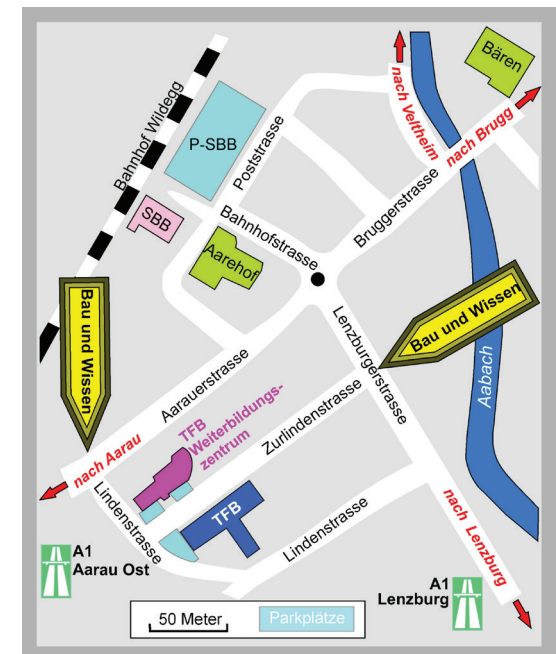 Bären
nach Veltheim
nach Brugg
Bahnhof Wildegg
P-SBB
Poststrasse
SBB
Bahnhofstrasse
Bruggerstrasse
Aarehof
Bau und Wissen
Bau und Wissen
Aabach
Lenzburgerstrasse
Aarauerstrasse
TFB
Weiterbildungs-
zentrum
Zurlindenstrasse
nach Aarau
Lindenstrasse
TFB
Lindenstrasse
nach Lenzburg
A1
Aarau Ost
A1
Lenzburg
50 Meter
Parkplätze